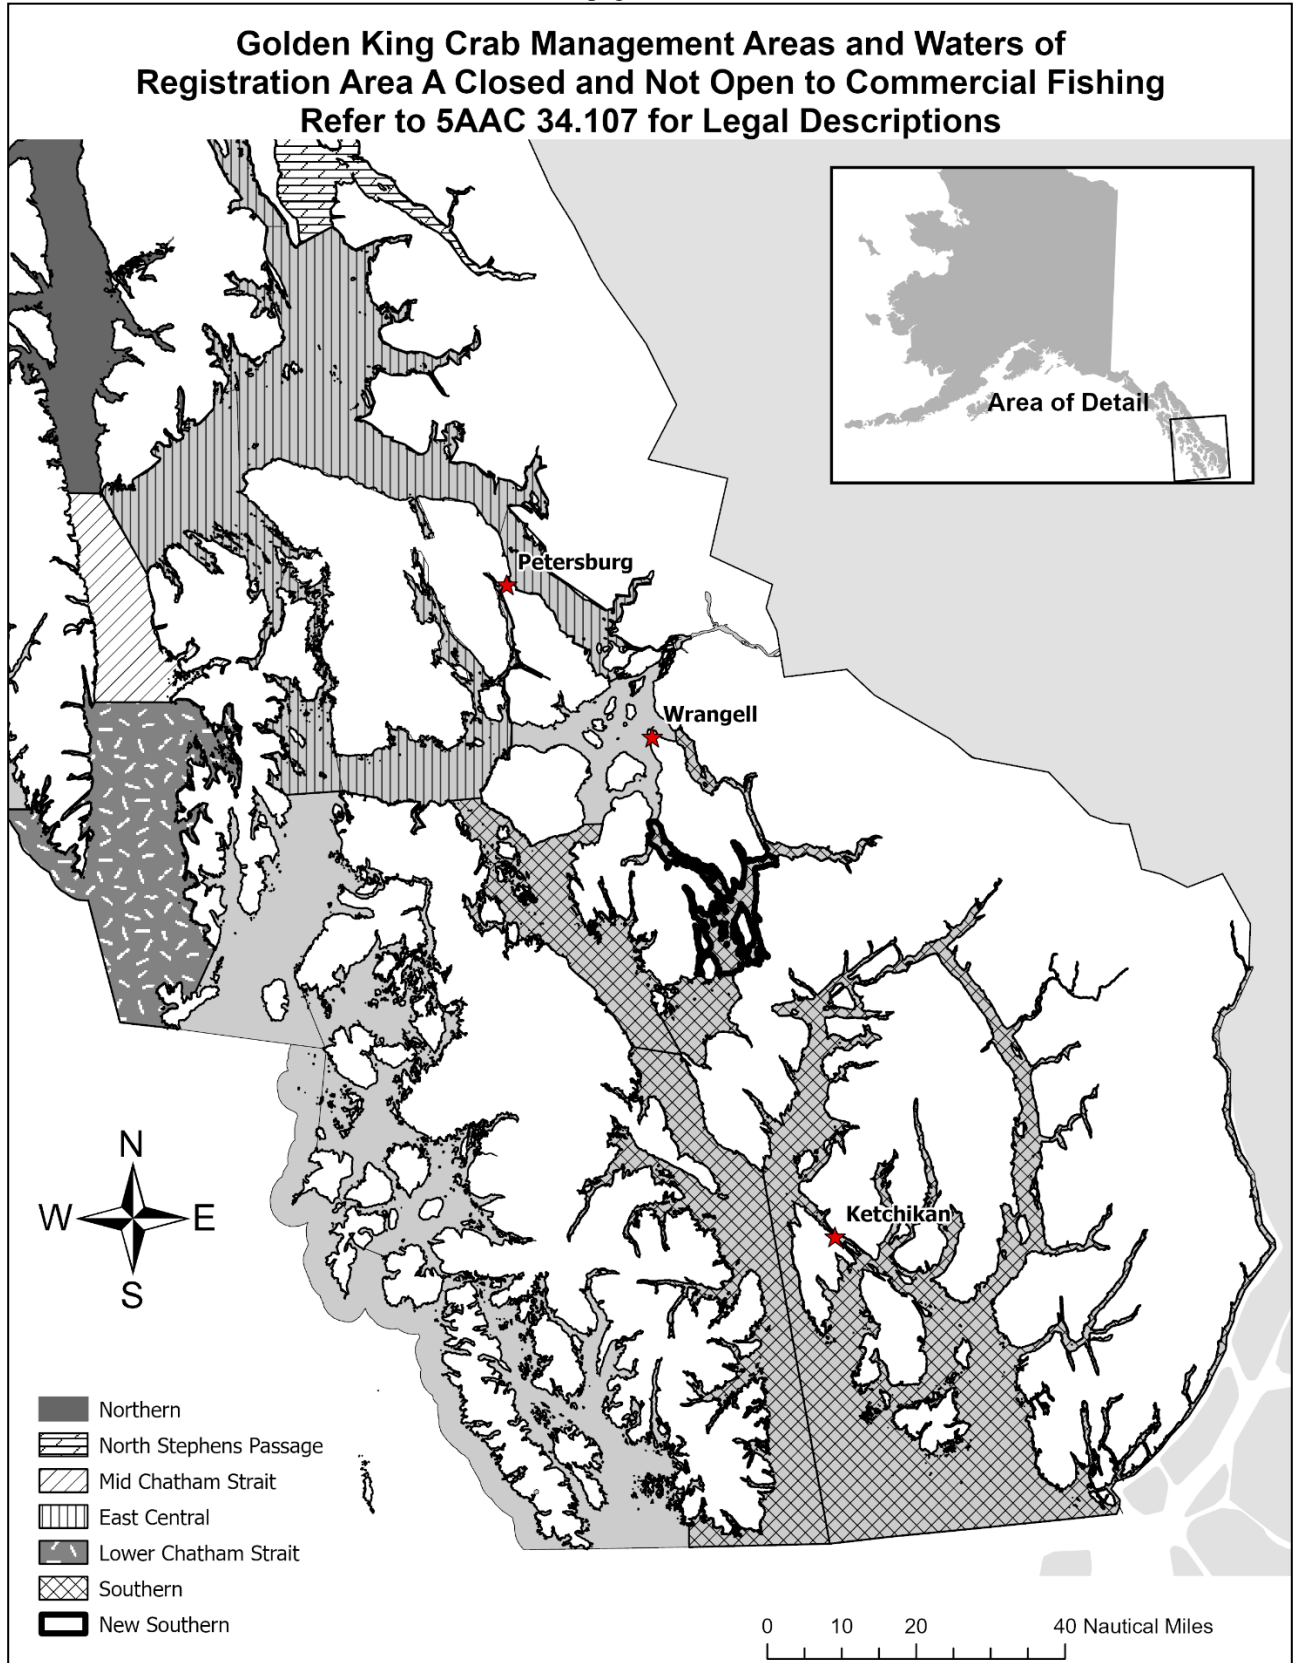 Golden King Crab Management Areas and Waters of
Registration Area A Closed and Not Open to Commercial Fishing
Refer to 5AAC 34.107 for Legal Descriptions
Area of Detail
Petersburg
Wrangell
Ketchikan
N
W E
S
Northern
North Stephens Passage
Mid Chatham Strait
East Central
Lower Chatham Strait
Southern
New Southern
0 10 20 40 Nautical Miles